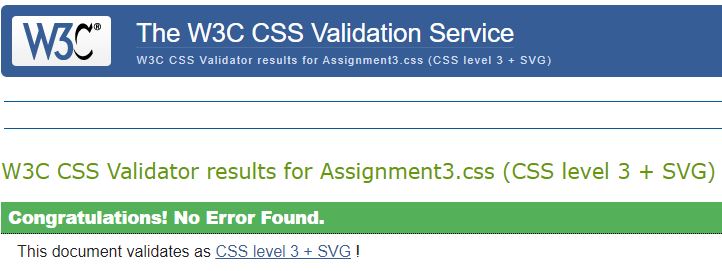 W3C®
The W3C CSS Validation Service
W3C CSS Validator results for Assignment3.css (CSS level 3 + SVG)
W3C CSS Validator results for Assignment3.css (CSS level 3 + SVG)
Congratulations! No Error Found.
This document validates as CSS level 3 + SVG !